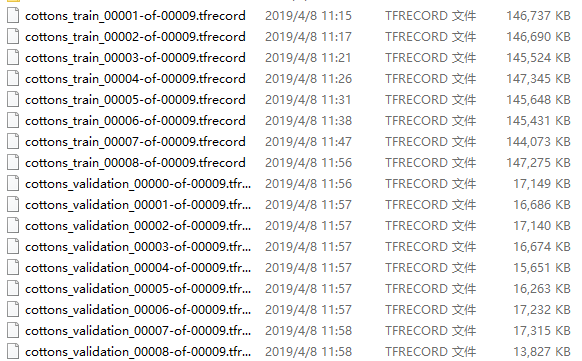 cottons_train_00001-of-00009.tfrecord 2019/4/8 11:15 TFRECORD 文件 146,737 KB
cottons_train_00002-of-00009.tfrecord 2019/4/8 11:17 TFRECORD 文件 146,690 KB
cottons_train_00003-of-00009.tfrecord 2019/4/8 11:21 TFRECORD 文件 145,524 KB
cottons_train_00004-of-00009.tfrecord 2019/4/8 11:26 TFRECORD 文件 147,345 KB
cottons_train_00005-of-00009.tfrecord 2019/4/8 11:31 TFRECORD 文件 145,648 KB
cottons_train_00006-of-00009.tfrecord 2019/4/8 11:38 TFRECORD 文件 145,431 KB
cottons_train_00007-of-00009.tfrecord 2019/4/8 11:47 TFRECORD 文件 144,073 KB
cottons_train_00008-of-00009.tfrecord 2019/4/8 11:56 TFRECORD 文件 147,275 KB
cottons_validation_00000-of-00009.tfr... 2019/4/8 11:56 TFRECORD 文件 17,149 KB
cottons_validation_00001-of-00009.tfr... 2019/4/8 11:57 TFRECORD 文件 16,686 KB
cottons_validation_00002-of-00009.tfr... 2019/4/8 11:57 TFRECORD 文件 17,140 KB
cottons_validation_00003-of-00009.tfr... 2019/4/8 11:57 TFRECORD 文件 16,674 KB
cottons_validation_00004-of-00009.tfr... 2019/4/8 11:57 TFRECORD 文件 15,651 KB
cottons_validation_00005-of-00009.tfr... 2019/4/8 11:57 TFRECORD 文件 16,263 KB
cottons_validation_00006-of-00009.tfr... 2019/4/8 11:57 TFRECORD 文件 17,232 KB
cottons_validation_00007-of-00009.tfr... 2019/4/8 11:58 TFRECORD 文件 17,315 KB
cottons_validation_00008-of-00009.tfr... 2019/4/8 11:58 TFRECORD 文件 13,827 KB